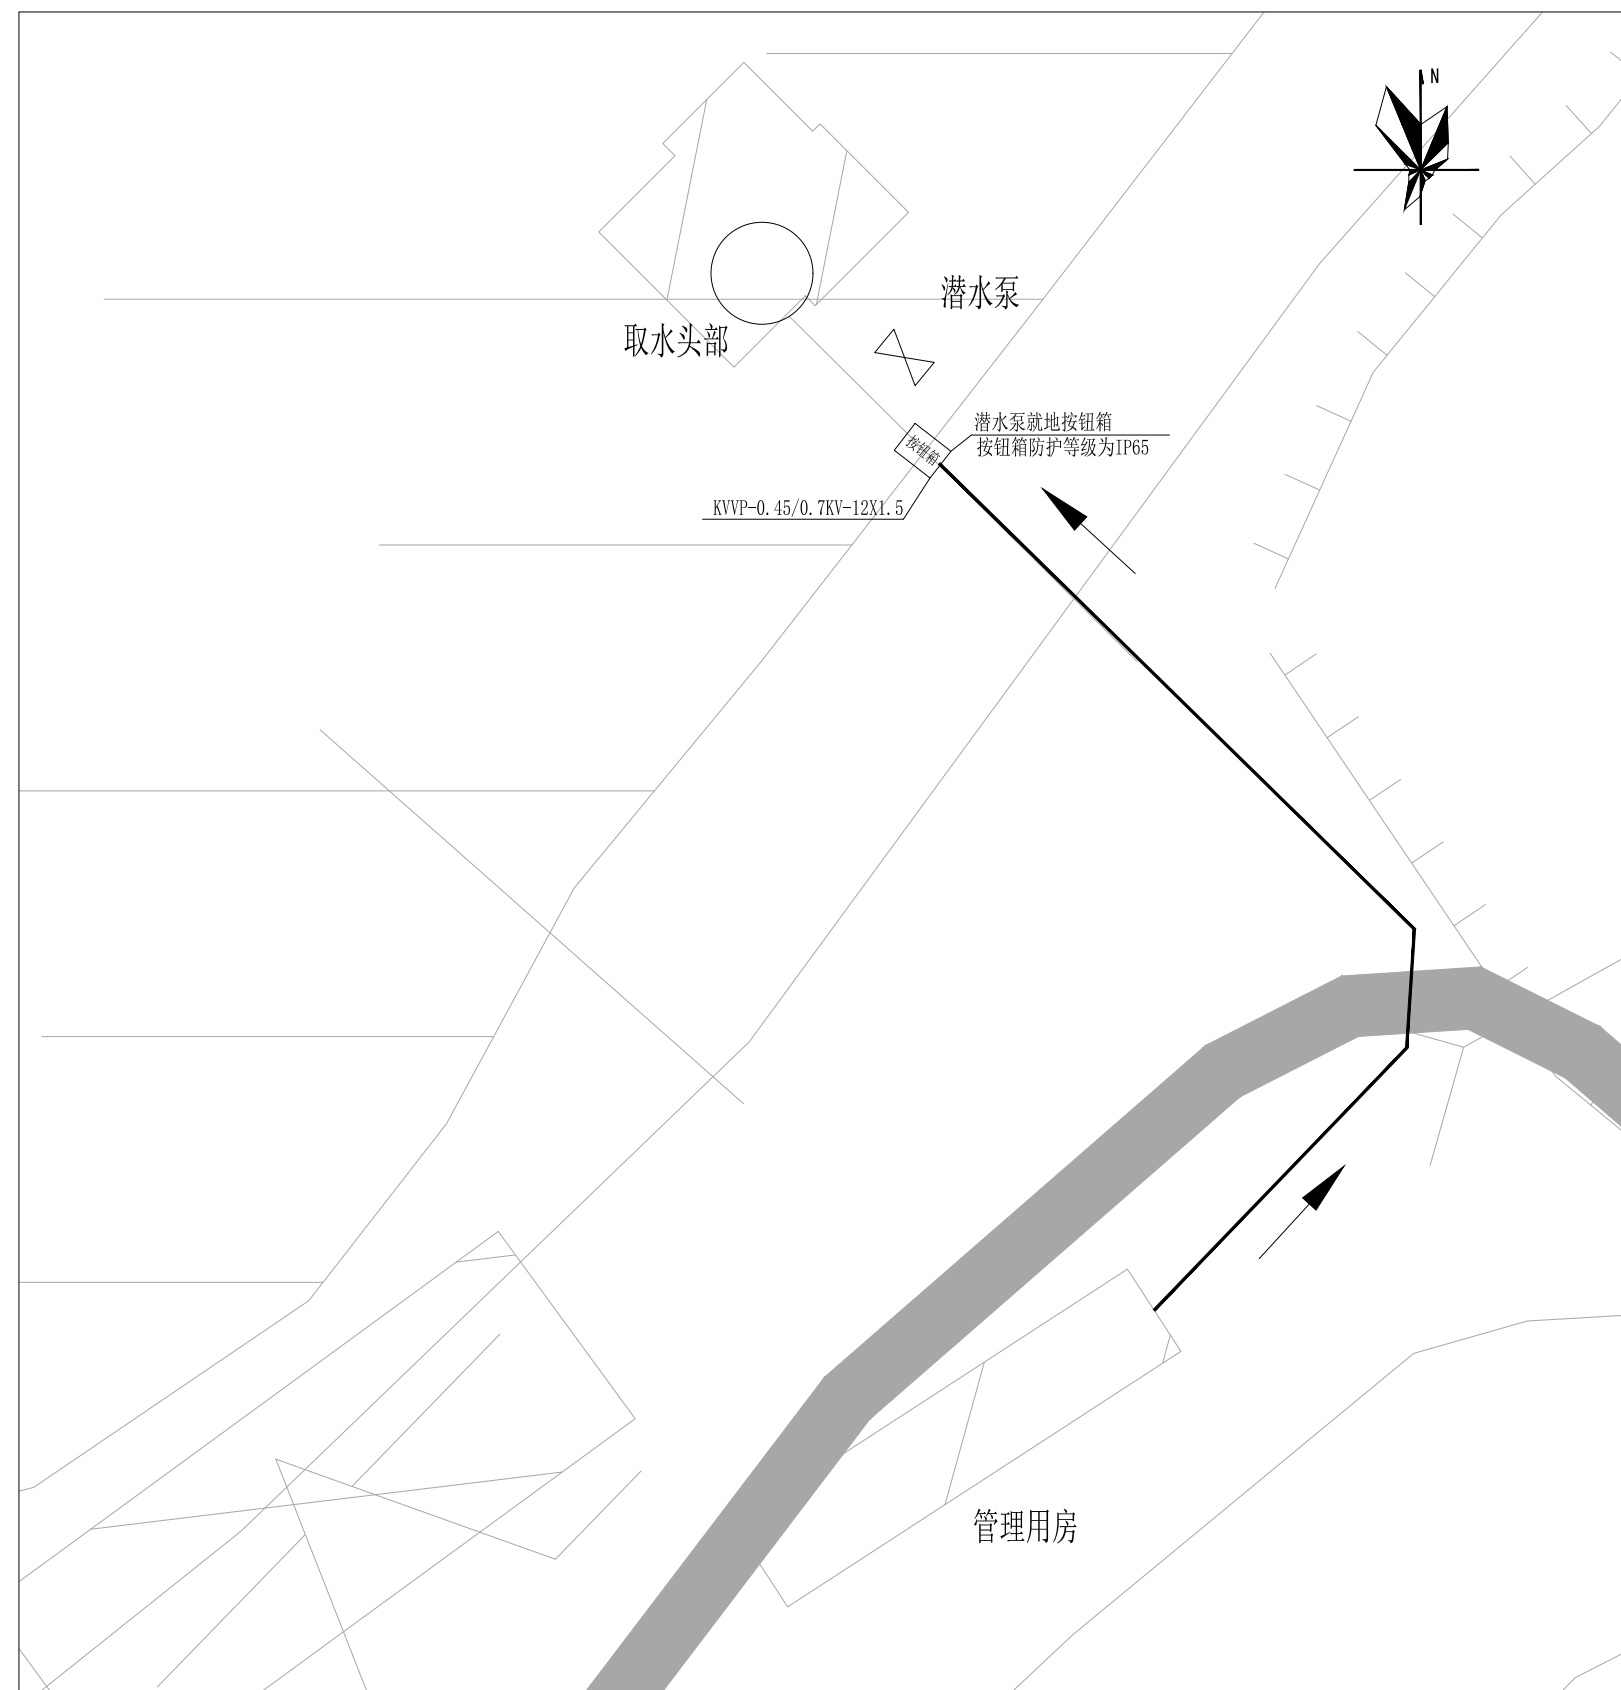 N
潜水泵
取水头部
潜水泵就地按钮箱
按钮箱防护等级为IP65
按钮箱
KVVP-0.45/0.7KV-12X1.5
管理用房